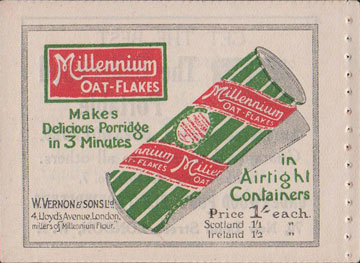 Millennium
OAT-FLAKES
Makes
Delicious Porridge
in 3 Minutes
Millennium
OAT-FLAKES
Millennium
OAT-FLAKES
in
Airtight
Containers
W. VERNON & SONS Ltd
4, Lloyds Avenue, London,
millers of Millennium Flour.
Price 1/- each.
Scotland 1/1 "
Ireland 1/2 "